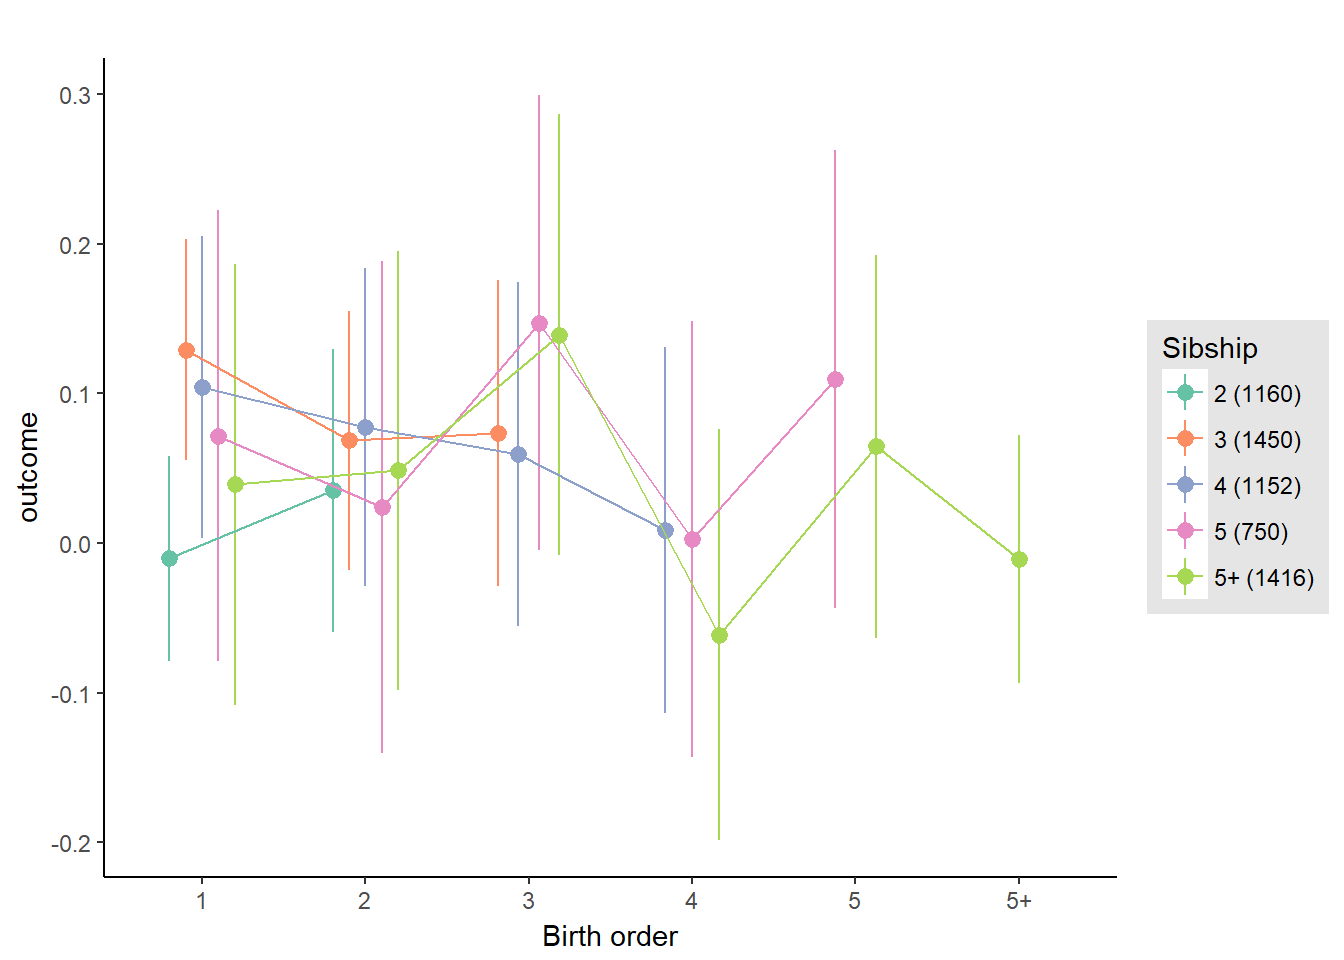 0.3
0.2
0.1
0.0
-0.1
-0.2
outcome
1 2 3 4 5 5+
Birth order
Sibship
2 (1160)
3 (1450)
4 (1152)
5 (750)
5+ (1416)